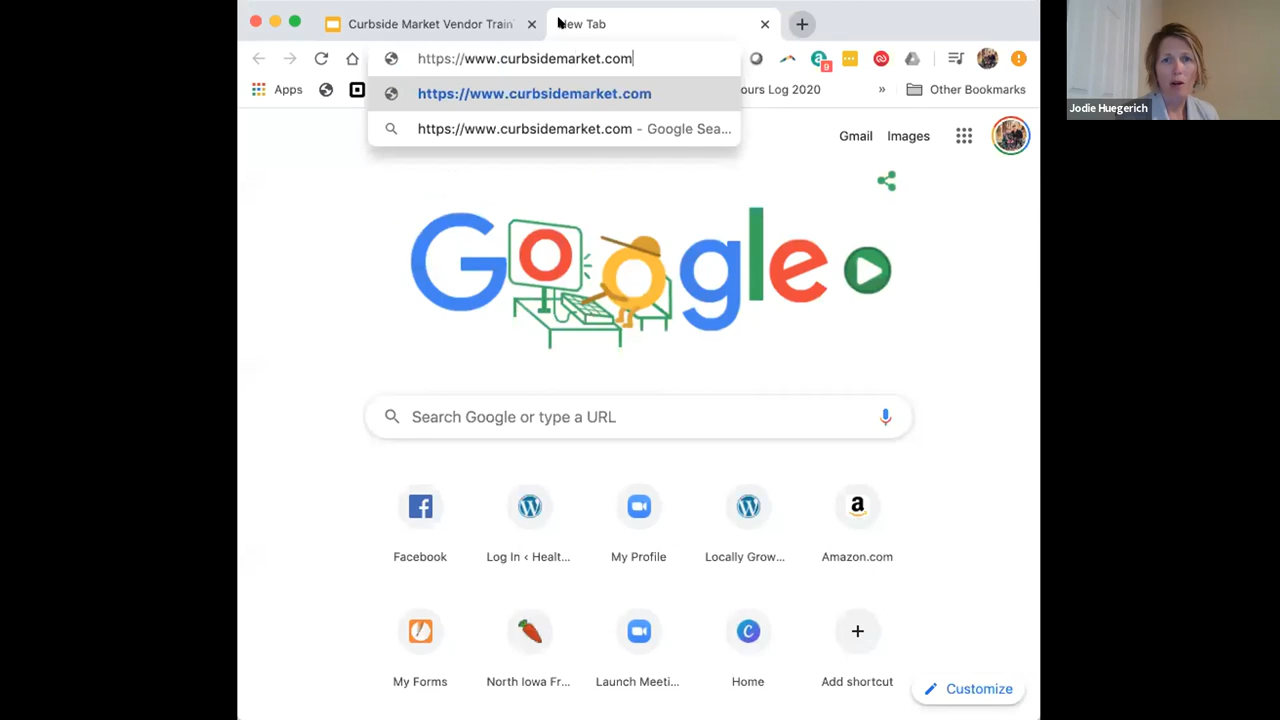 Curbside Market Vendor Train
New Tab
https://www.curbsidemarket.com
9
https://www.curbsidemarket.com
https://www.curbsidemarket.com - Google Sea...
Apps
ours Log 2020
»
Other Bookmarks
Jodie Huegerich
Gmail
Images
Google
Search Google or type a URL
Facebook
Log In ‹ Healt...
My Profile
Locally Grow...
Amazon.com
My Forms
North Iowa Fr...
Launch Meeti...
Home
Add shortcut
Customize